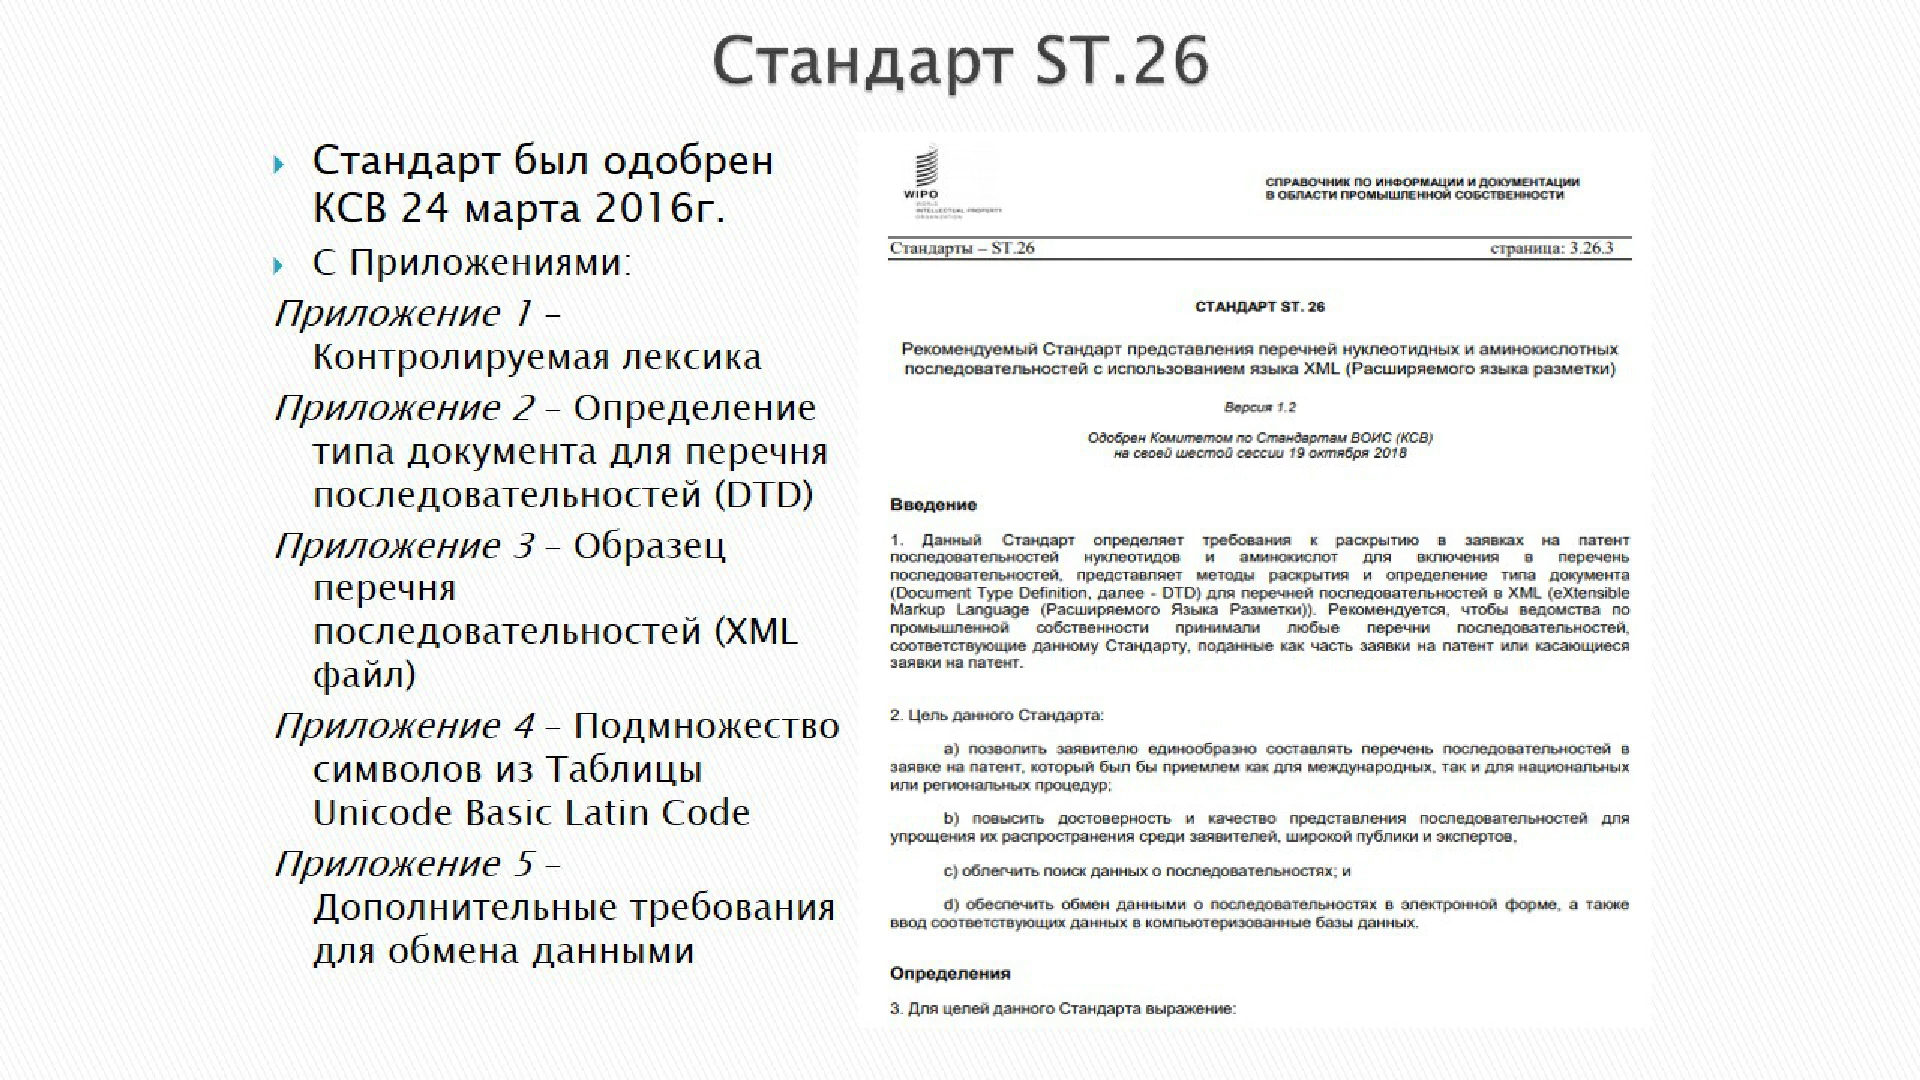 Стандарт ST.26
Стандарт был одобрен
КСВ 24 марта 2016г.
С Приложениями:
Приложение 1 –
Контролируемая лексика
Приложение 2 – Определение
типа документа для перечня
последовательностей (DTD)
Приложение 3 – Образец
перечня
последовательностей (XML
файл)
Приложение 4 – Подмножество
символов из Таблицы
Unicode Basic Latin Code
Приложение 5 –
Дополнительные требования
для обмена данными
WIPO
WORLD
INTELLECTUAL PROPERTY
ORGANIZATION
СПРАВОЧНИК ПО ИНФОРМАЦИИ И ДОКУМЕНТАЦИИ
В ОБЛАСТИ ПРОМЫШЛЕННОЙ СОБСТВЕННОСТИ
Стандарты – ST.26 страница: 3.26.3
СТАНДАРТ ST. 26
Рекомендуемый Стандарт представления перечней нуклеотидных и аминокислотных
последовательностей с использованием языка XML (Расширяемого языка разметки)
Версия 1.2
Одобрен Комитетом по Стандартам ВОИС (КСВ)
на своей шестой сессии 19 октября 2018
Введение
1. Данный Стандарт определяет требования к раскрытию в заявках на патент
последовательностей нуклеотидов и аминокислот для включения в перечень
последовательностей, представляет методы раскрытия и определение типа документа
(Document Type Definition, далее - DTD) для перечней последовательностей в XML (eXtensible
Markup Language (Расширяемого Языка Разметки)). Рекомендуется, чтобы ведомства по
промышленной собственности принимали любые перечни последовательностей,
соответствующие данному Стандарту, поданные как часть заявки на патент или касающиеся
заявки на патент.
2. Цель данного Стандарта:
a) позволить заявителю единообразно составлять перечень последовательностей в
заявке на патент, который был бы приемлем как для международных, так и для национальных
или региональных процедур;
b) повысить достоверность и качество представления последовательностей для
упрощения их распространения среди заявителей, широкой публики и экспертов,
c) облегчить поиск данных о последовательностях; и
d) обеспечить обмен данными о последовательностях в электронной форме, а также
ввод соответствующих данных в компьютеризованные базы данных.
Определения
3. Для целей данного Стандарта выражение: